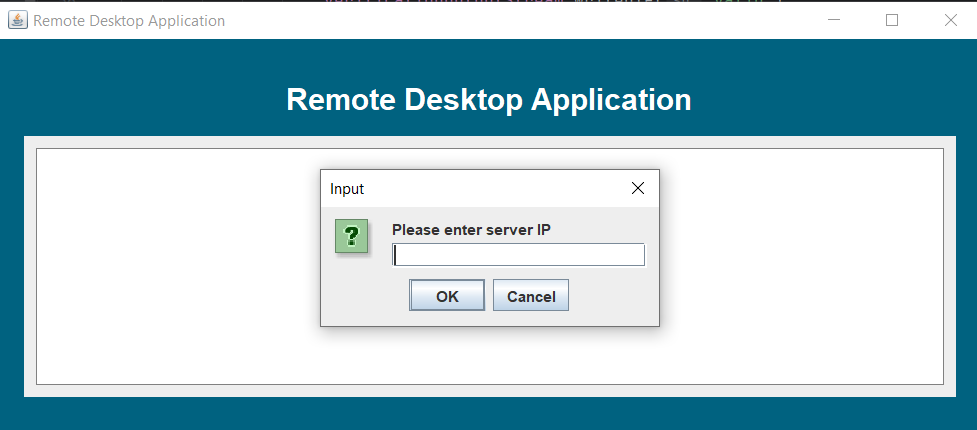 Remote Desktop Application
Remote Desktop Application
Input
?
Please enter server IP
OK
Cancel